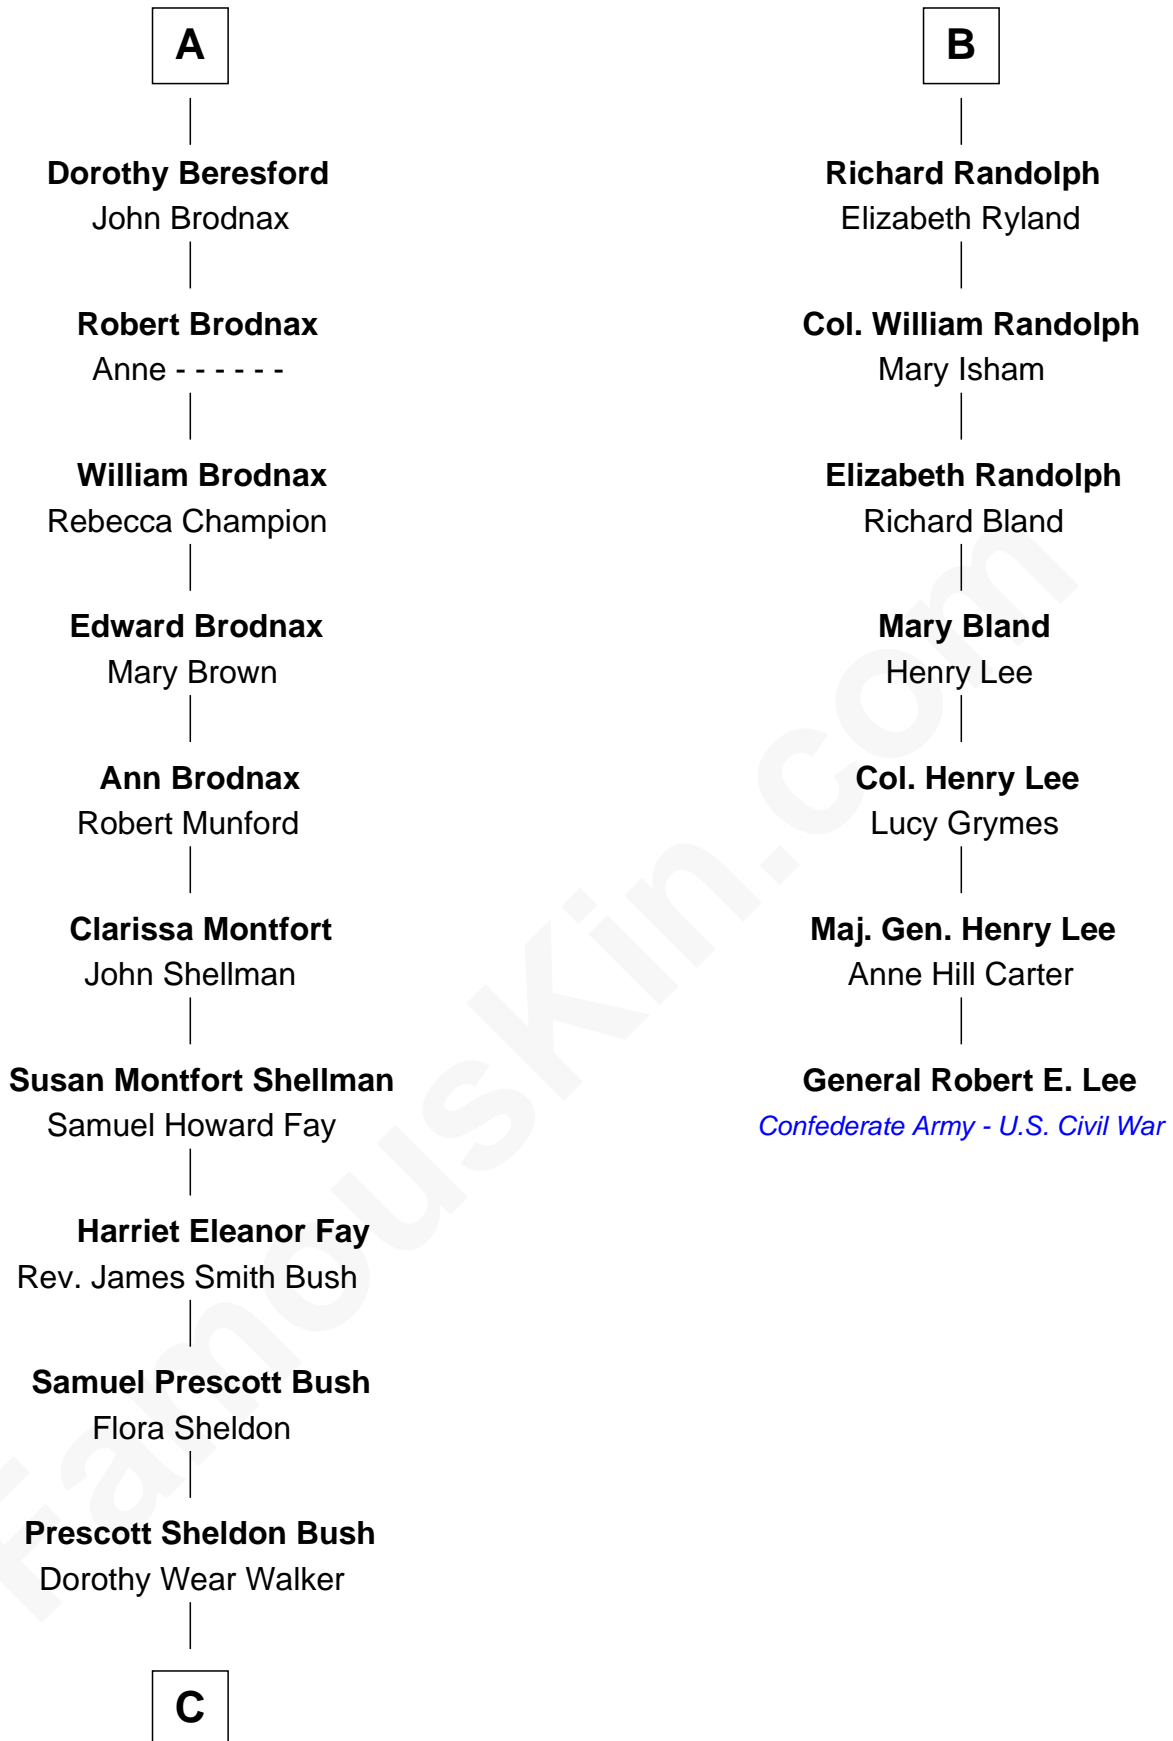 A
Dorothy Beresford
John Brodnax
Robert Brodnax
Anne - - - - - -
William Brodnax
Rebecca Champion
Edward Brodnax
Mary Brown
Ann Brodnax
Robert Munford
Clarissa Montfort
John Shellman
Susan Montfort Shellman
Samuel Howard Fay
Harriet Eleanor Fay
Rev. James Smith Bush
Samuel Prescott Bush
Flora Sheldon
Prescott Sheldon Bush
Dorothy Wear Walker
C
B
Richard Randolph
Elizabeth Ryland
Col. William Randolph
Mary Isham
Elizabeth Randolph
Richard Bland
Mary Bland
Henry Lee
Col. Henry Lee
Lucy Grymes
Maj. Gen. Henry Lee
Anne Hill Carter
General Robert E. Lee
Confederate Army - U.S. Civil War
FamousKin.com